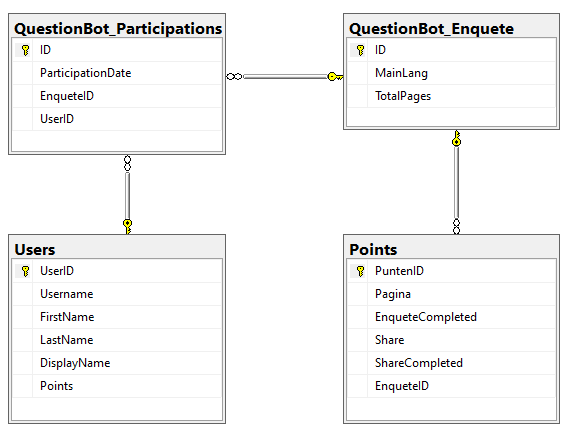 QuestionBot_Participations
ID
ParticipationDate
EnqueteID
UserID
QuestionBot_Enquete
ID
MainLang
TotalPages
Users
UserID
Username
FirstName
LastName
DisplayName
Points
Points
PuntenID
Pagina
EnqueteCompleted
Share
ShareCompleted
EnqueteID